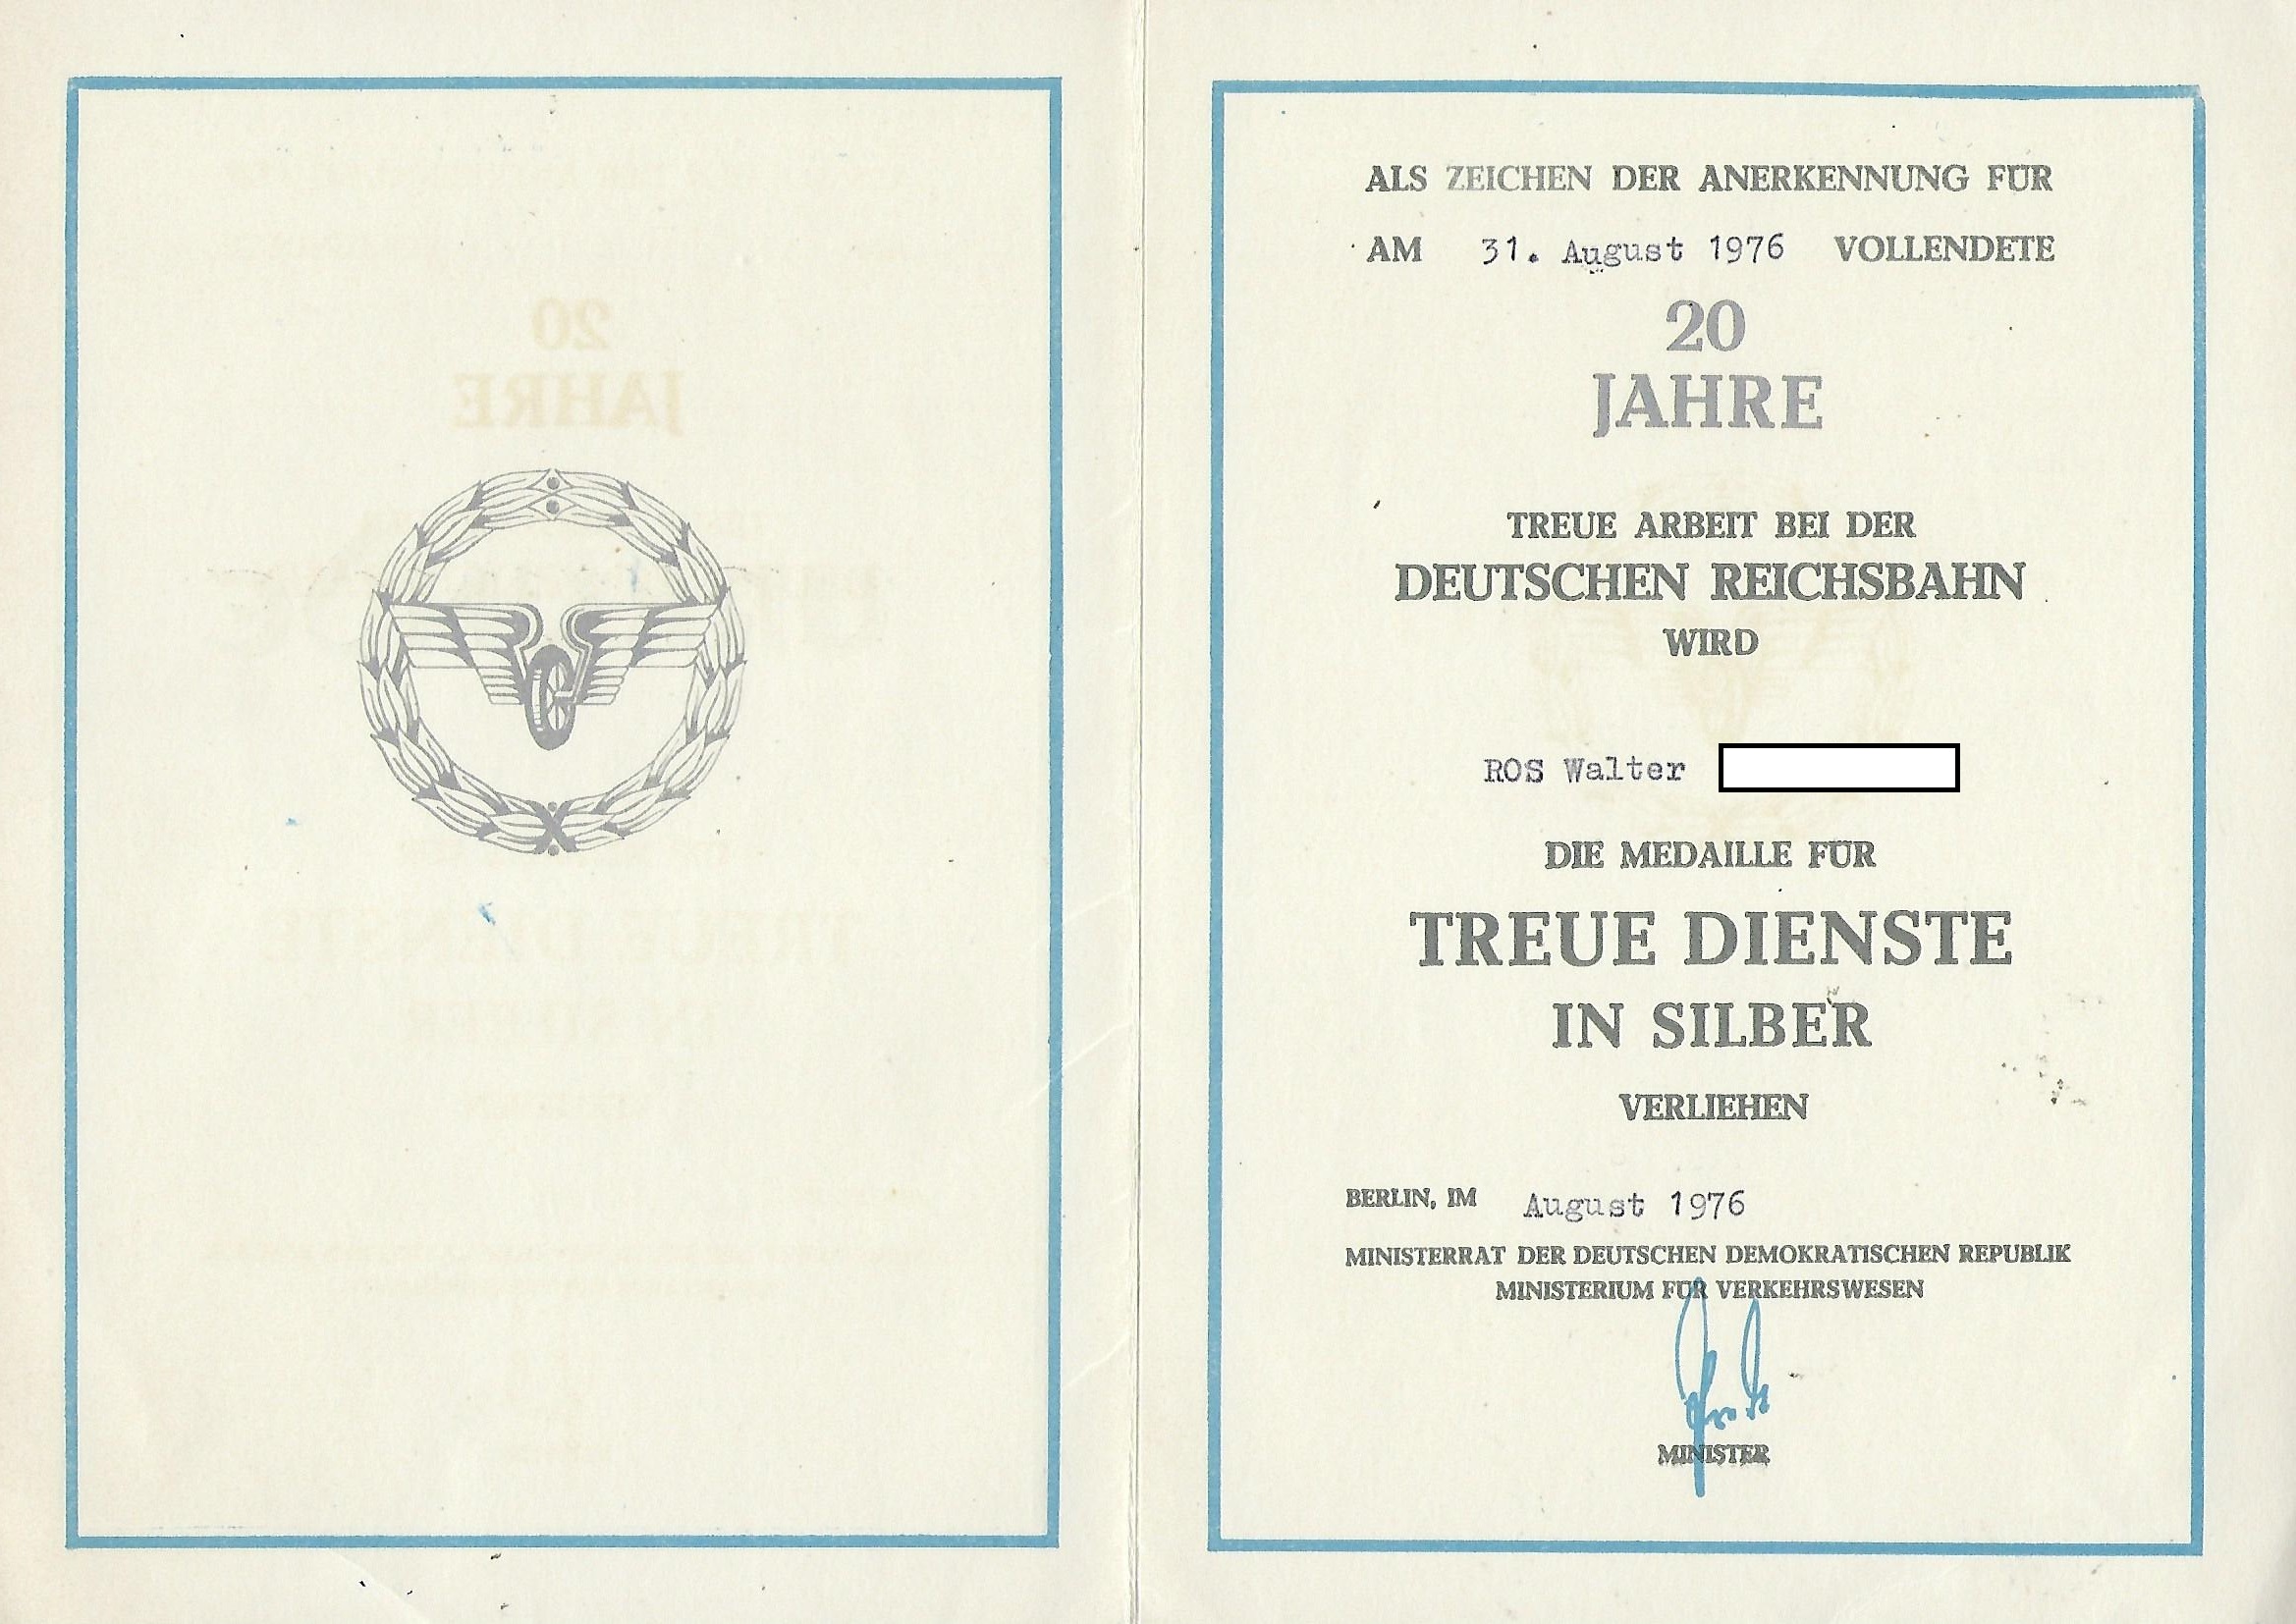 ALS ZEICHEN DER ANERKENNUNG FÜR
AM 31. August 1976 VOLLENDETE
20
JAHRE
TREUE ARBEIT BEI DER
DEUTSCHEN REICHSBAHN
WIRD
ROS Walter
DIE MEDAILLE FÜR
TREUE DIENSTE
IN SILBER
VERLIEHEN
BERLIN, IM August 1976
MINISTERRAT DER DEUTSCHEN DEMOKRATISCHEN REPUBLIK
MINISTERIUM FÜR VERKEHRSWESEN
MINISTER